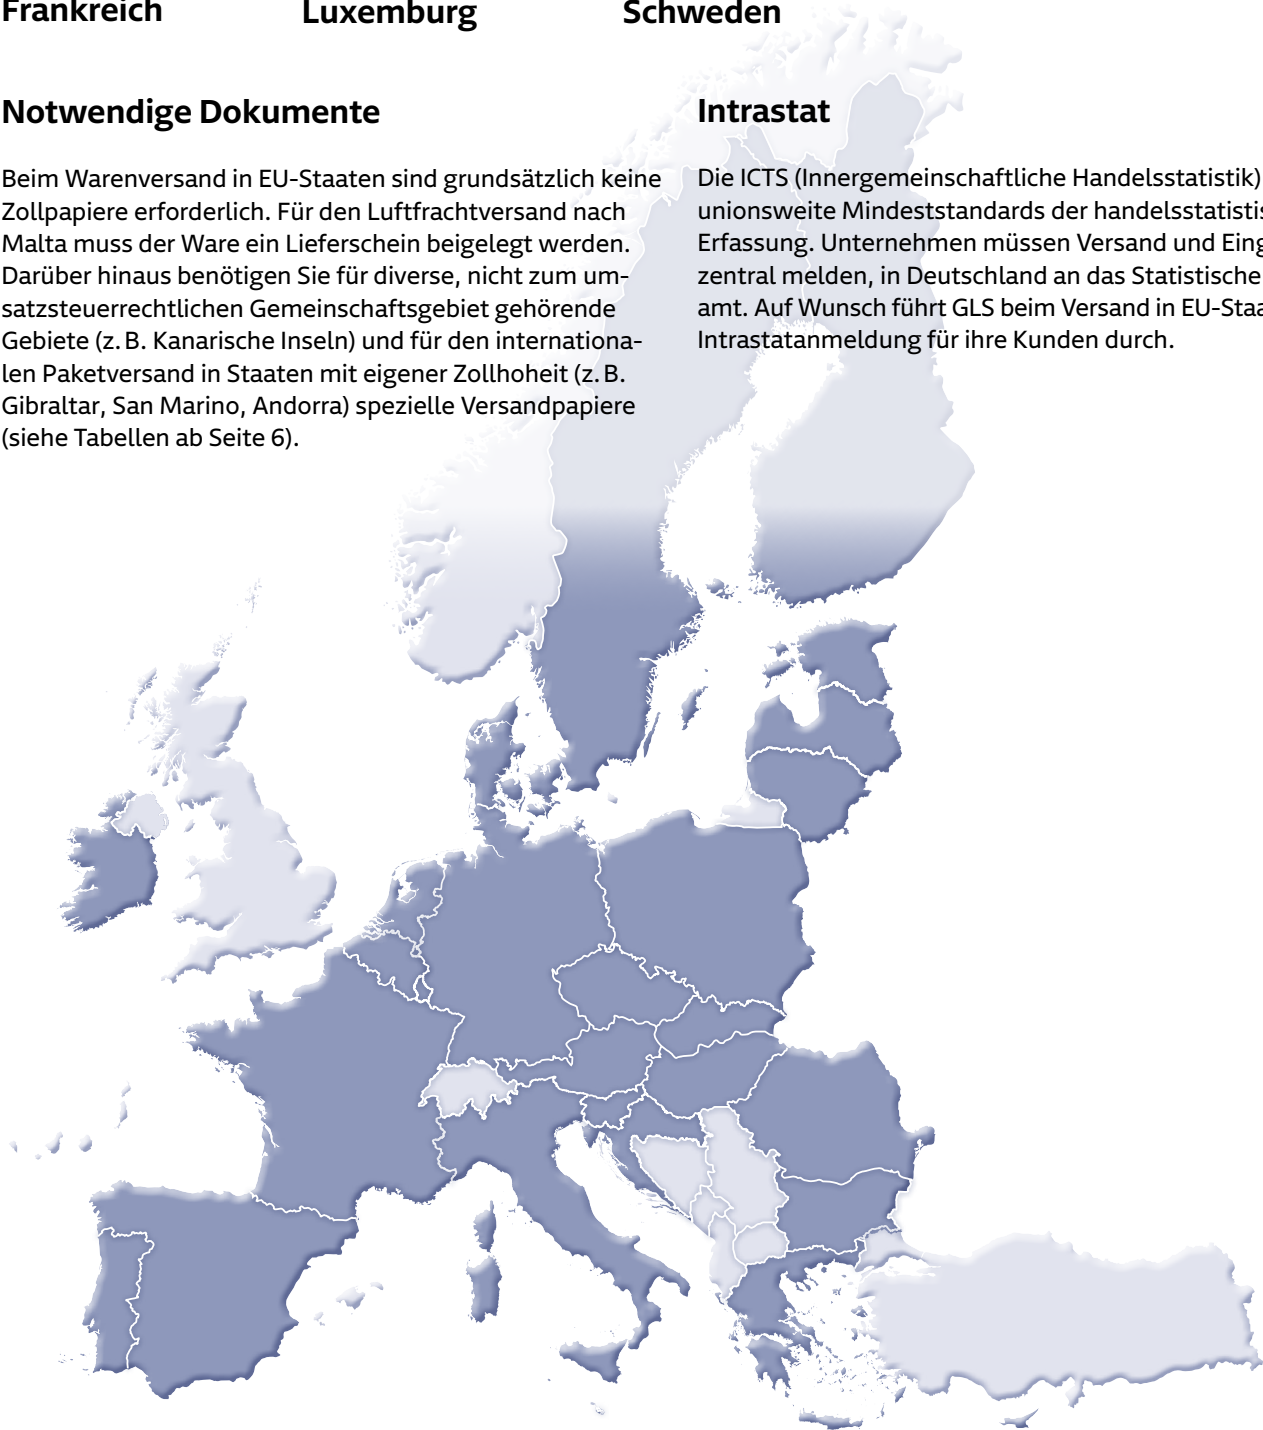 Frankreich Luxemburg Schweden
Notwendige Dokumente
Beim Warenversand in EU-Staaten sind grundsätzlich keine
Zollpapiere erforderlich. Für den Luftfrachtversand nach
Malta muss der Ware ein Lieferschein beigelegt werden.
Darüber hinaus benötigen Sie für diverse, nicht zum um-
satzsteuerrechtlichen Gemeinschaftsgebiet gehörende
Gebiete (z. B. Kanarische Inseln) und für den internationa-
len Paketversand in Staaten mit eigener Zollhoheit (z. B.
Gibraltar, San Marino, Andorra) spezielle Versandpapiere
(siehe Tabellen ab Seite 6).
Intrastat
Die ICTS (Innergemeinschaftliche Handelsstatistik)
unionsweite Mindeststandards der
Erfassung. Unternehmen müssen Versand und
zentral melden, in Deutschland an das Statistische
amt. Auf Wunsch führt GLS beim Versand in
Intrastatanmeldung für ihre Kunden durch.